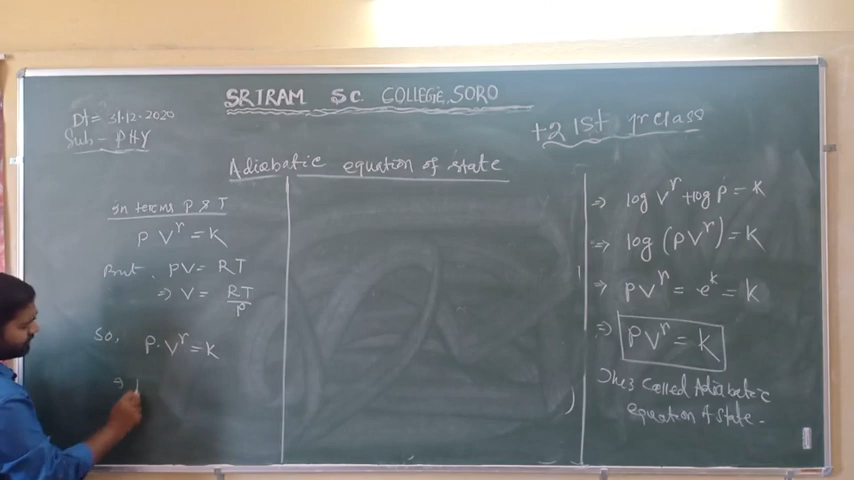 SRIRAM SC. COLLEGE, SORO
Dt = 31.12.2020
Sub - PHY
+2 1st yr class
Adiabatic equation of state
In terms P & T
P V^r = K
But, PV = RT
⇒ V = RT/P
So, P.V^r = K
⇒
⇒ log V^r + log P = K
⇒ log (PV^r) = K
⇒ PV^r = e^k = K
⇒ PV^r = K
This called Adiabatic
equation of state -